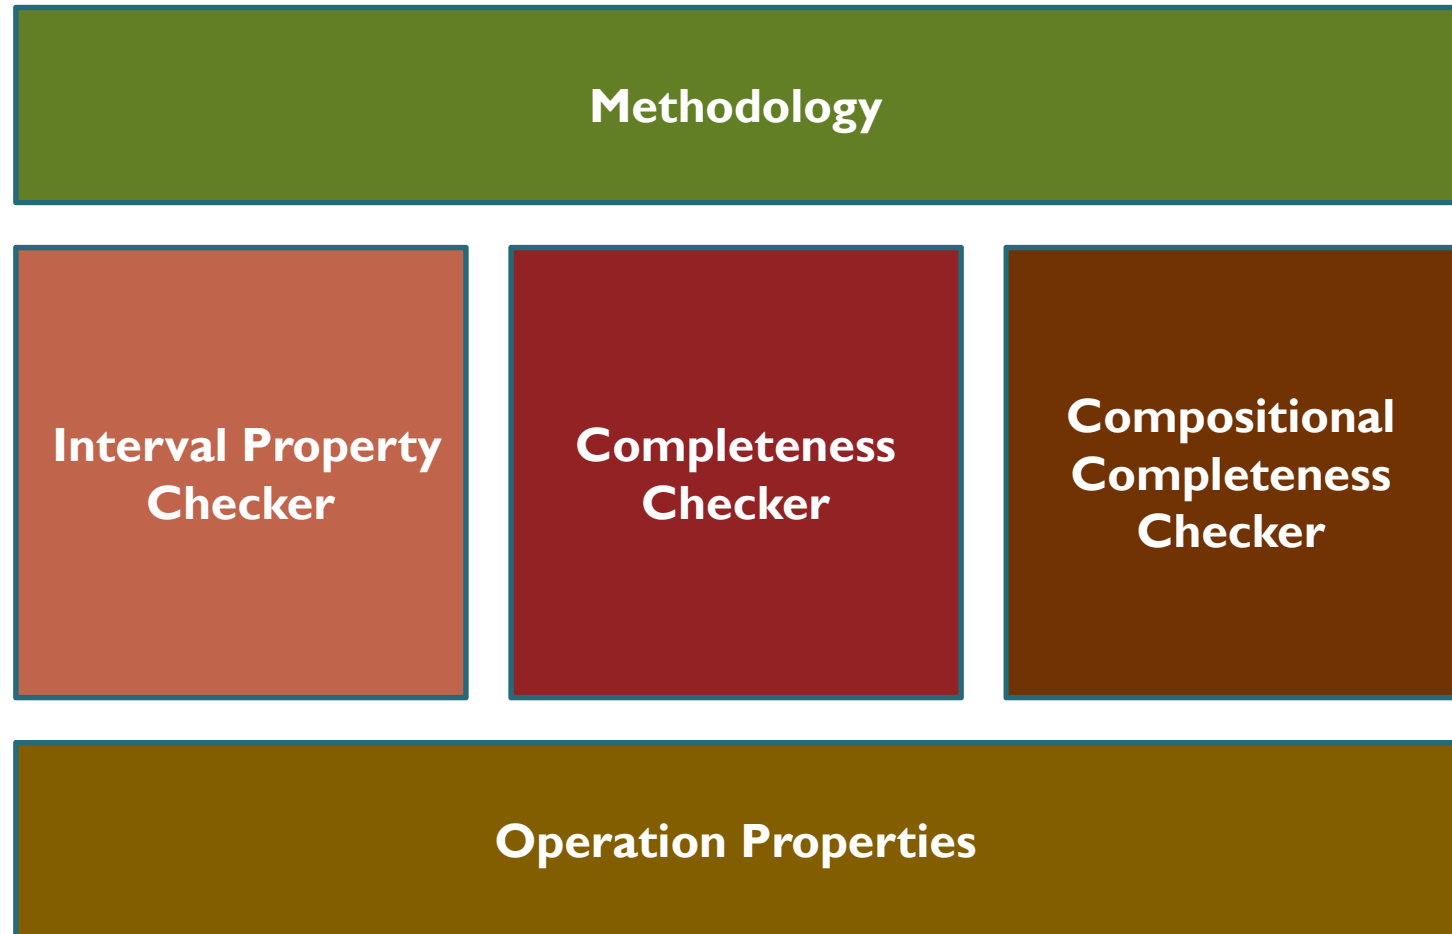 Methodology
Interval Property
Checker
Completeness
Checker
Compositional
Completeness
Checker
Operation Properties